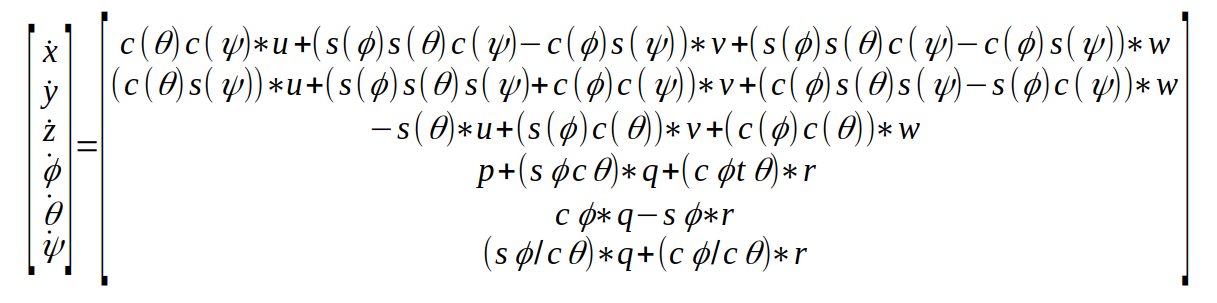 ẋ
ẏ
ż
ϕ̇
θ̇
ψ̇
=
c(θ)c(ψ)*u+(s(ϕ)s(θ)c(ψ)−c(ϕ)s(ψ))*v+(s(ϕ)s(θ)c(ψ)−c(ϕ)s(ψ))*w
(c(θ)s(ψ))*u+(s(ϕ)s(θ)s(ψ)+c(ϕ)c(ψ))*v+(c(ϕ)s(θ)s(ψ)−s(ϕ)c(ψ))*w
−s(θ)*u+(s(ϕ)c(θ))*v+(c(ϕ)c(θ))*w
p+(s ϕc θ)*q+(c ϕt θ)*r
c ϕ*q−s ϕ*r
(s ϕ/c θ)*q+(c ϕ/c θ)*r